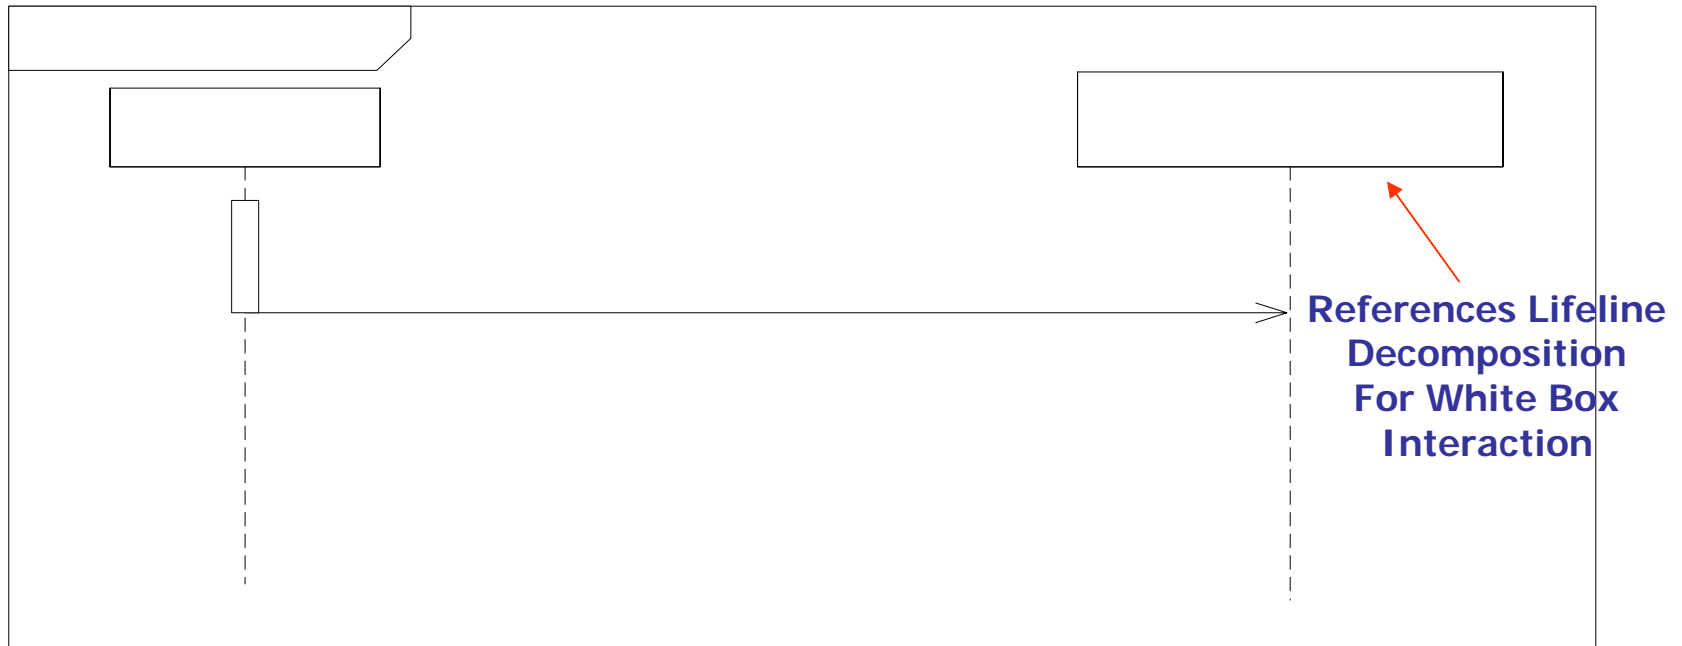 References Lifeline
Decomposition
For White Box
Interaction